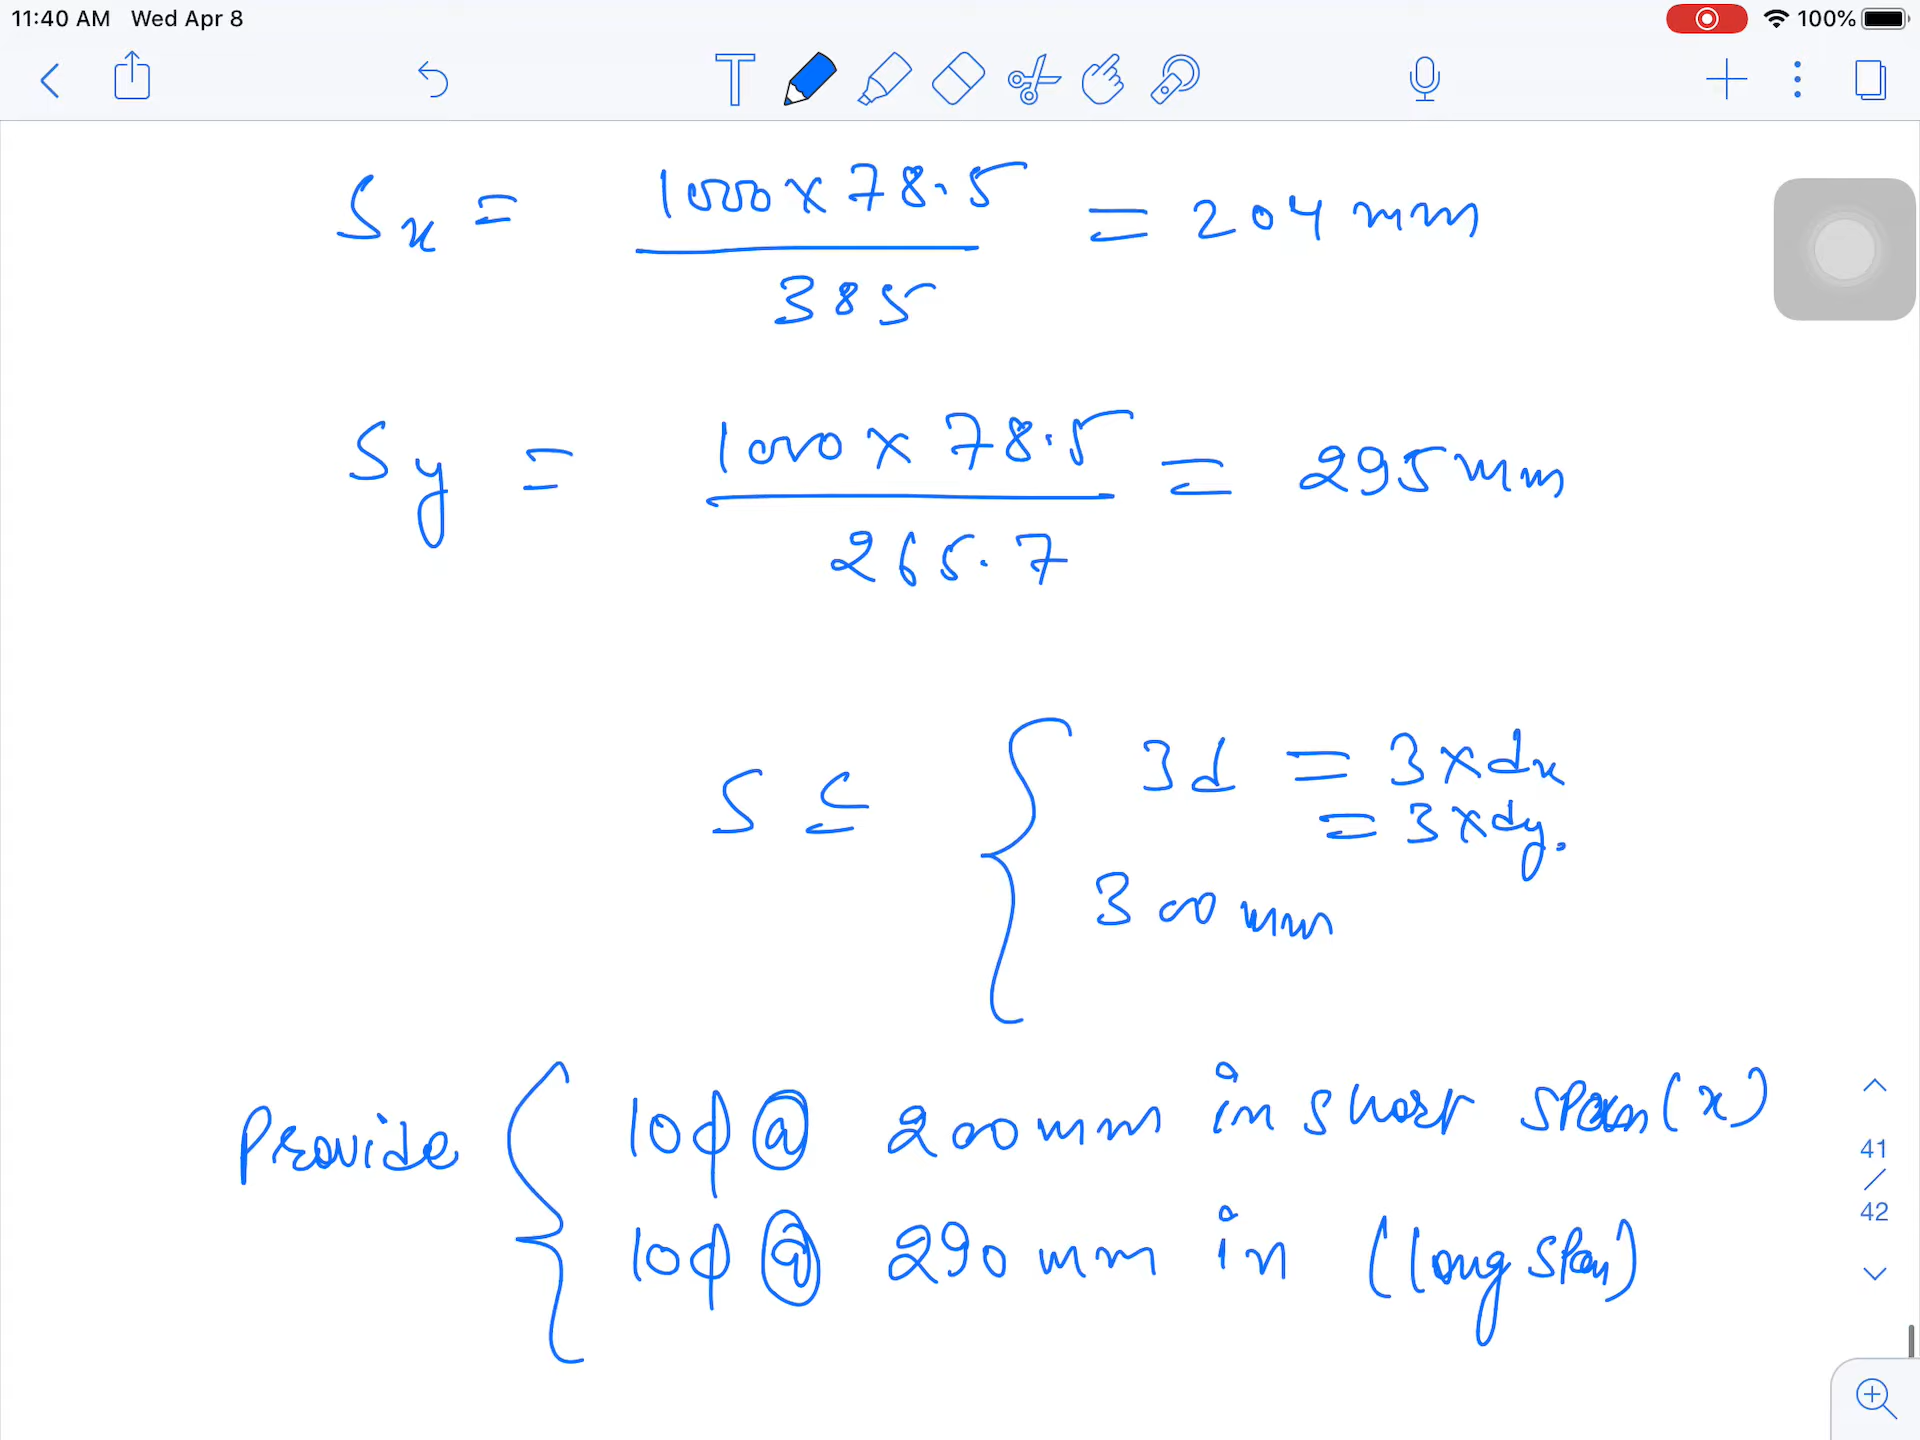 11:40 AM Wed Apr 8 100%
Sx = 1000 x 78.5 / 385 = 204 mm
Sy = 1000 x 78.5 / 265.7 = 295 mm
S ≤ { 3d = 3 x dx
= 3 x dy.
300 mm
Provide { 10φ @ 200 mm in short span (x)
10φ @ 290 mm in (long span)
41
/
42